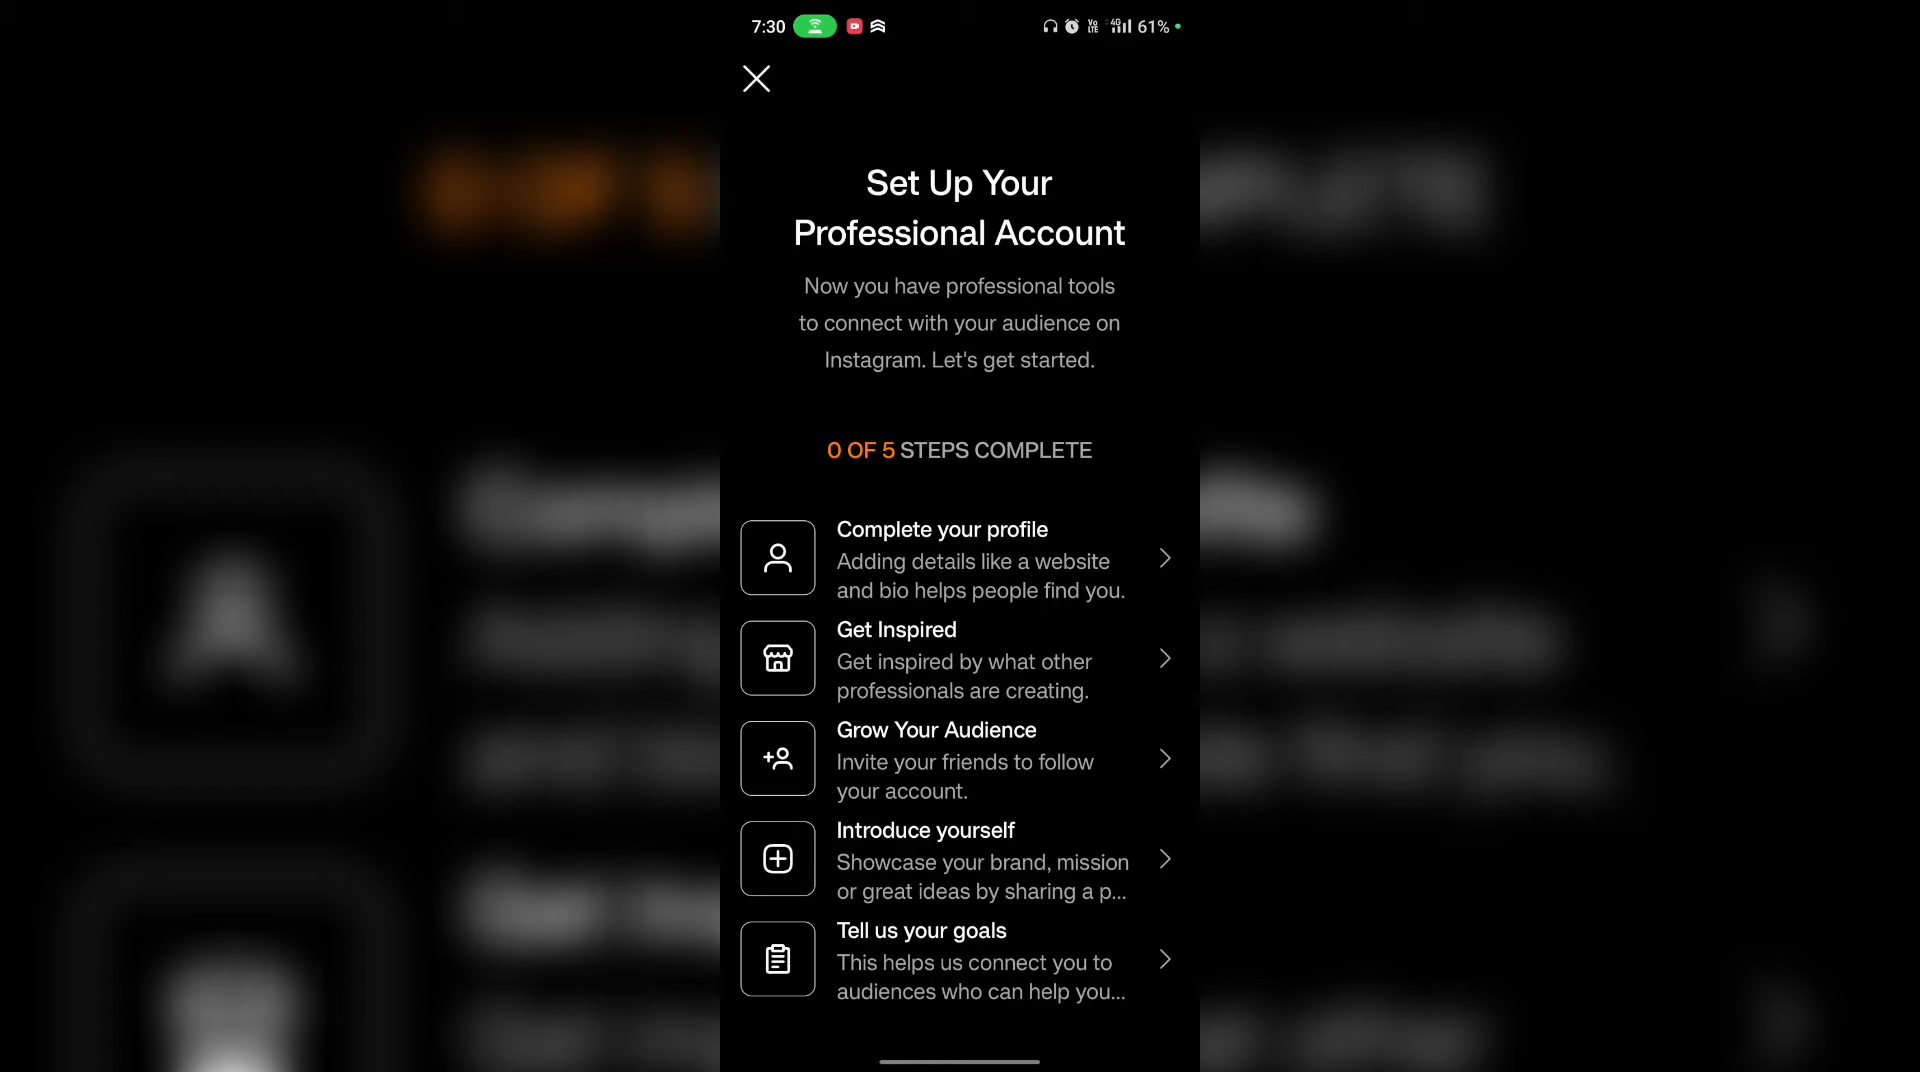 7:30 Vo LTE 4G 61%
Set Up Your
Professional Account
Now you have professional tools
to connect with your audience on
Instagram. Let's get started.
0 OF 5 STEPS COMPLETE
Complete your profile
Adding details like a website
and bio helps people find you.
Get Inspired
Get inspired by what other
professionals are creating.
Grow Your Audience
Invite your friends to follow
your account.
Introduce yourself
Showcase your brand, mission
or great ideas by sharing a p...
Tell us your goals
This helps us connect you to
audiences who can help you...